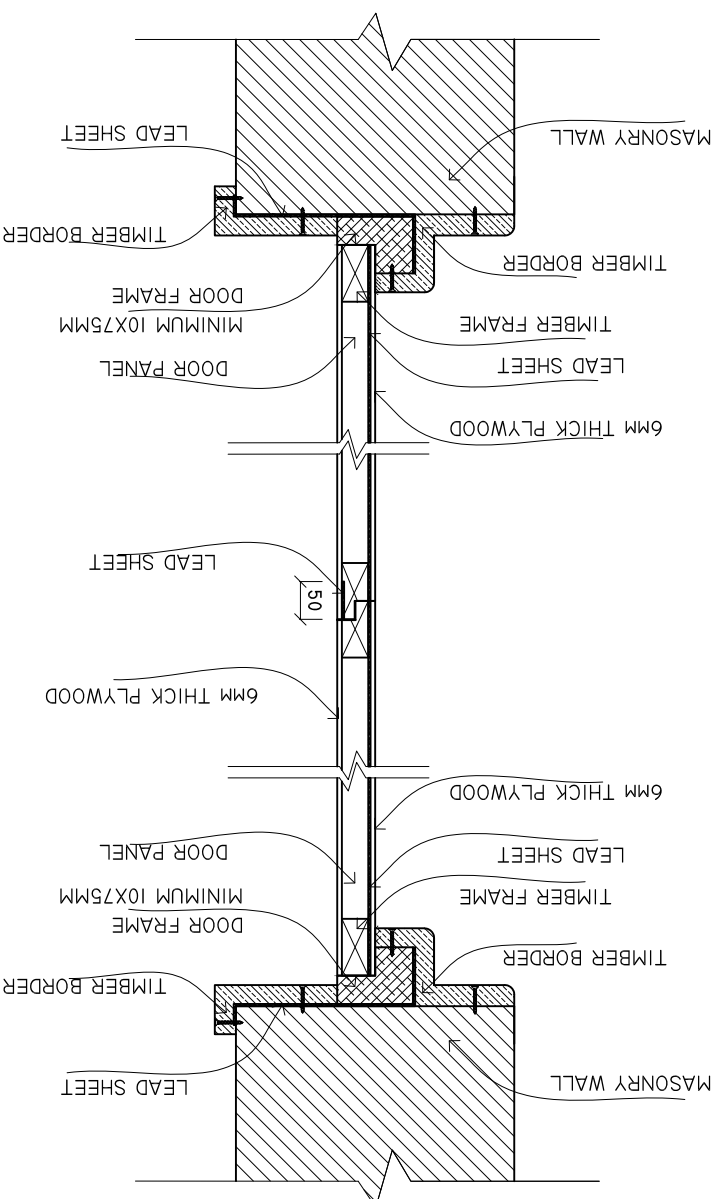 MASONRY WALL
LEAD SHEET
TIMBER BORDER
TIMBER BORDER
DOOR FRAME
MINIMUM 10X75MM
TIMBER FRAME
LEAD SHEET
DOOR PANEL
6mm THICK PLYWOOD
6mm THICK PLYWOOD
50
LEAD SHEET
6mm THICK PLYWOOD
LEAD SHEET
DOOR PANEL
TIMBER FRAME
MINIMUM 10X75MM
DOOR FRAME
TIMBER BORDER
TIMBER BORDER
MASONRY WALL
LEAD SHEET